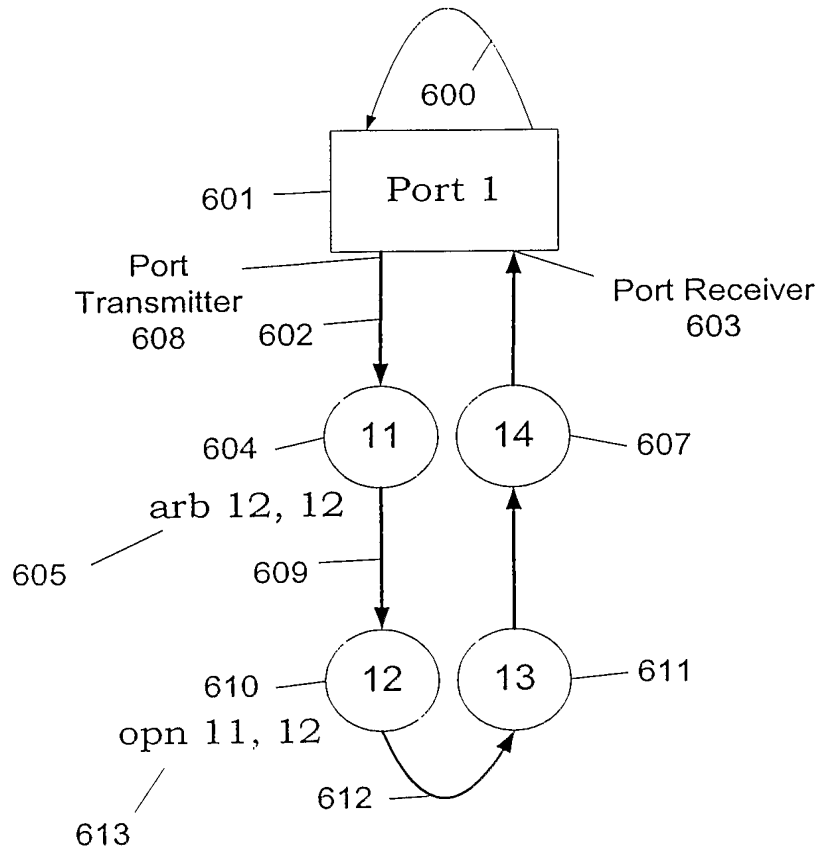 600
Port 1
601
Port
Transmitter
608
602
Port Receiver
603
11
14
604
607
arb 12, 12
605
609
12
13
610
611
opn 11, 12
612
613